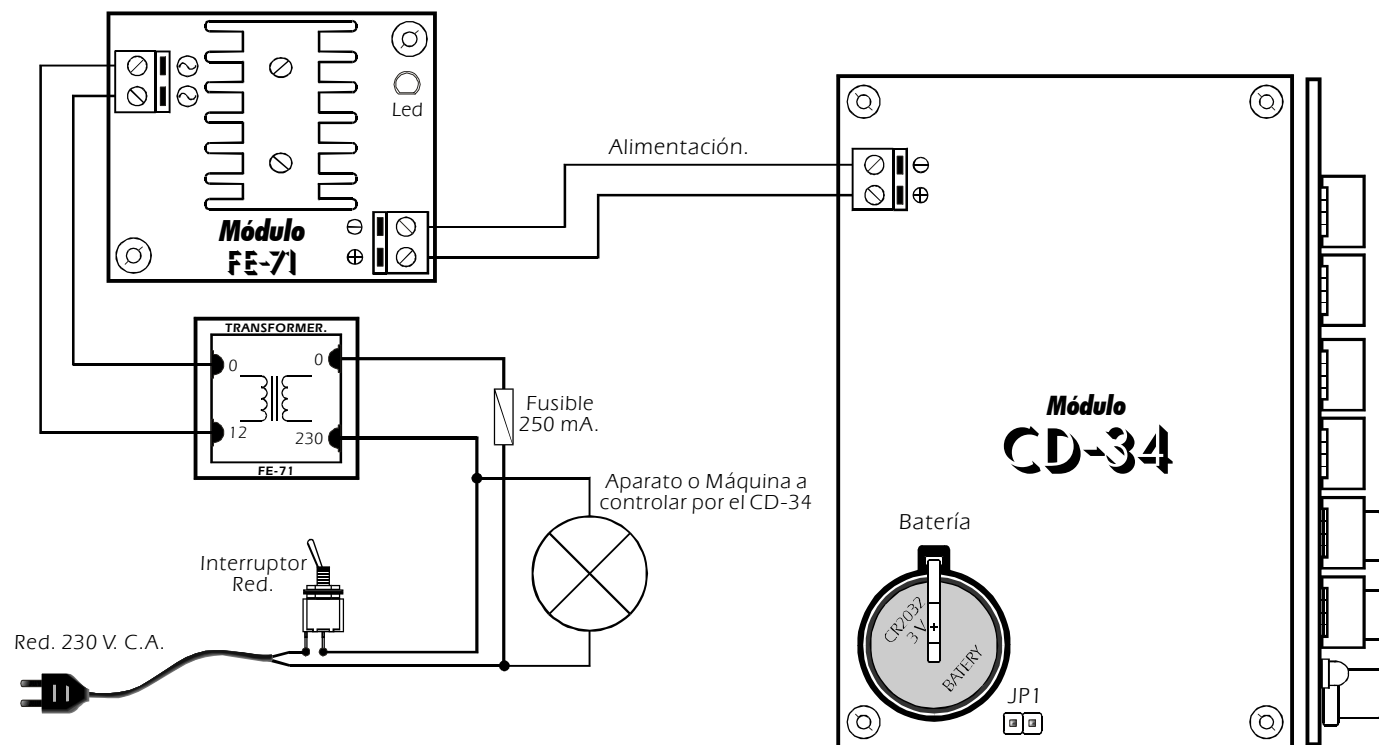 Led
Alimentación.
Módulo
FE-71
TRANSFORMER.
0
0
12
230
FE-71
Fusible
250 mA.
Aparato o Máquina a
controlar por el CD-34
Interruptor
Red.
Red. 230 V. C.A.
Módulo
CD-34
Batería
CR2032
3 V
+
BATERY
JP1